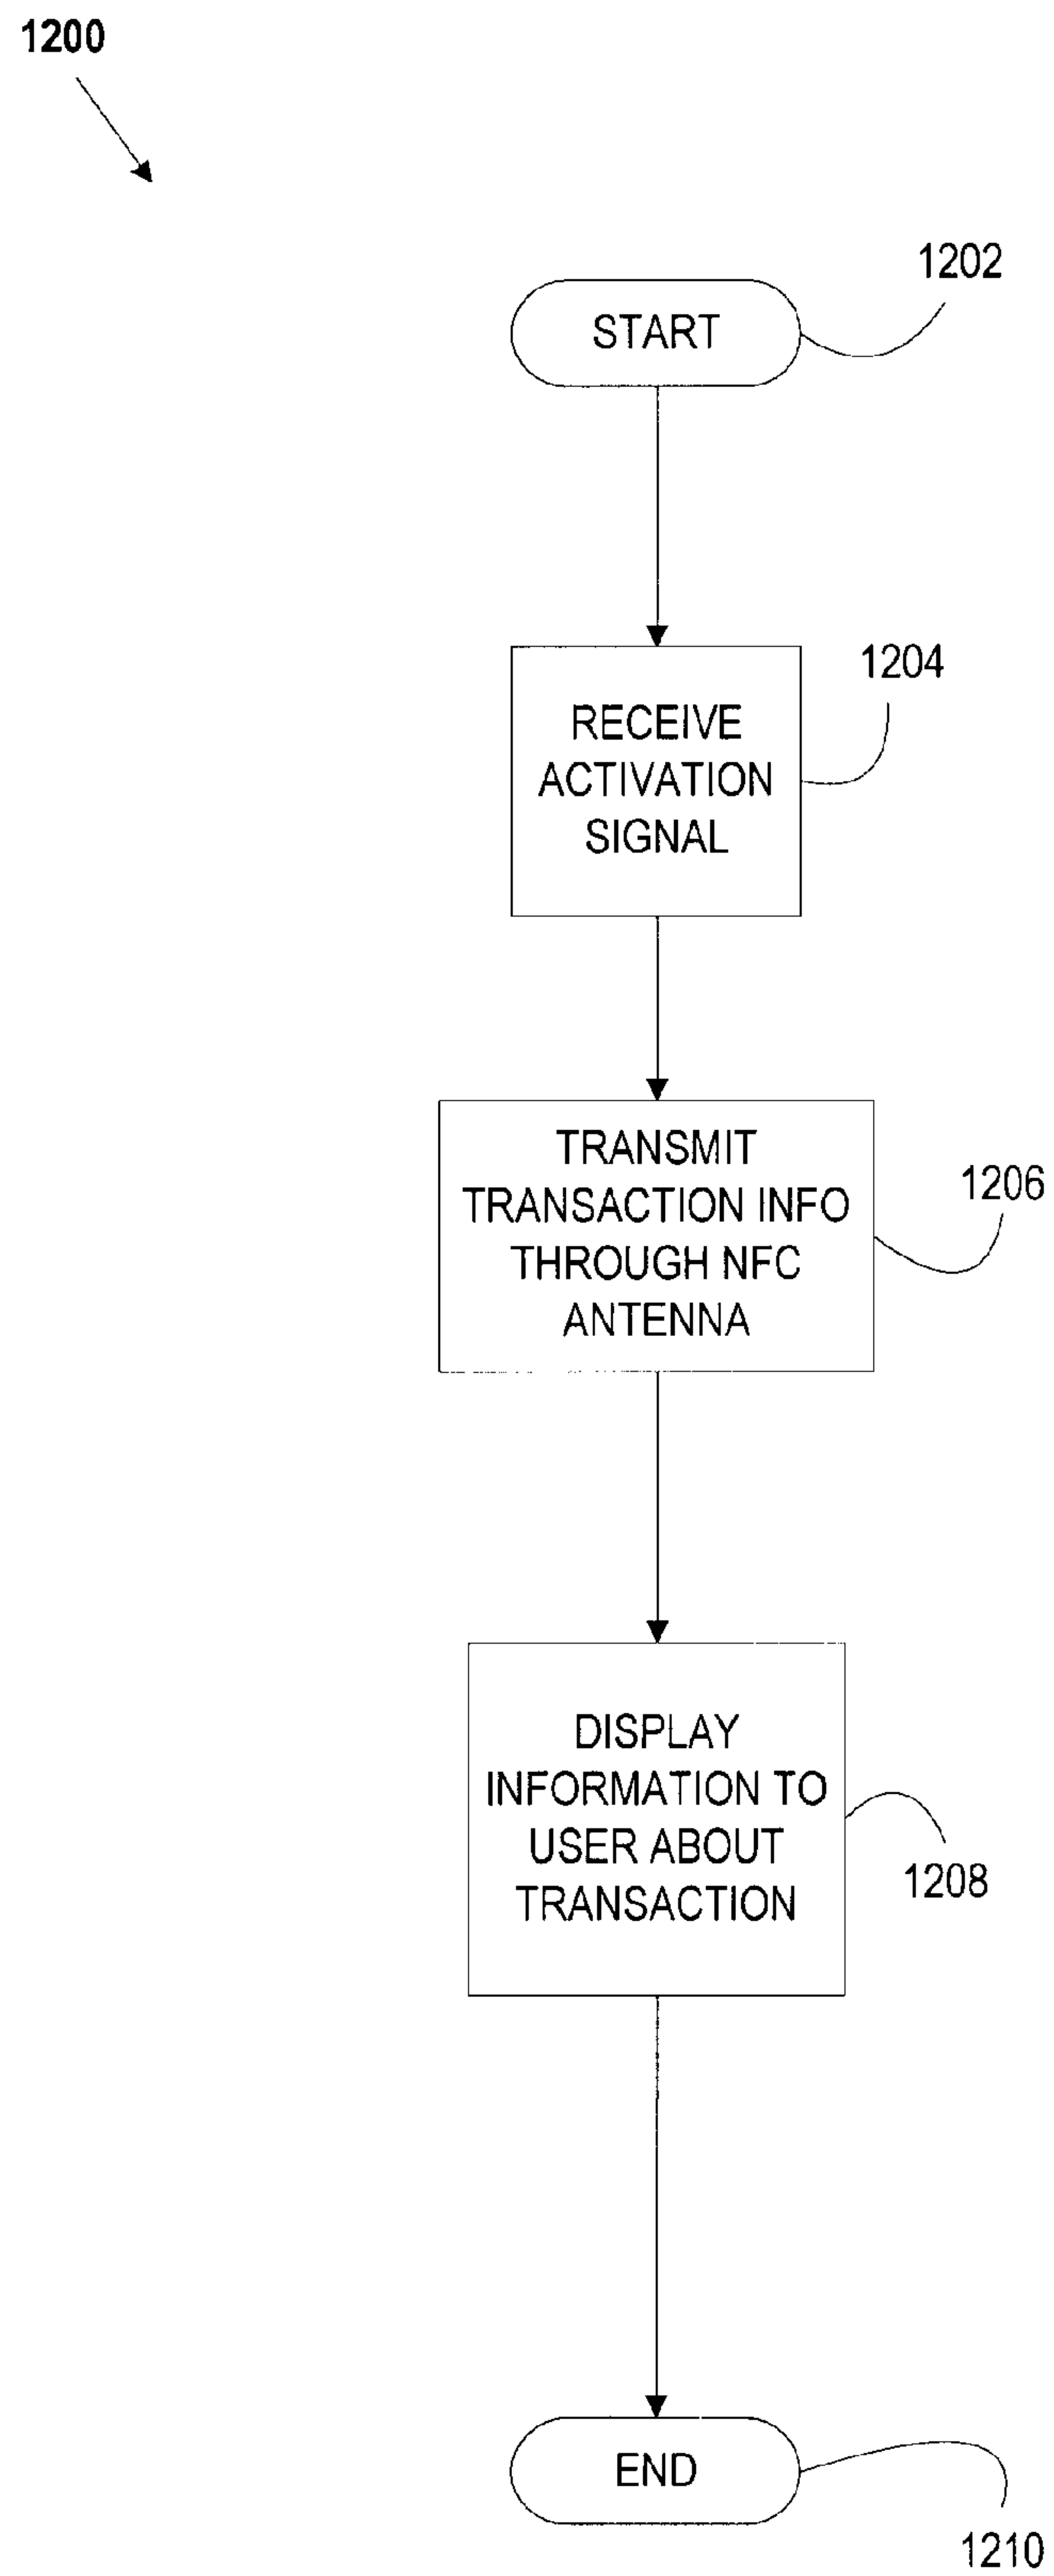 1200
1202
START
1204
RECEIVE
ACTIVATION
SIGNAL
TRANSMIT
TRANSACTION INFO
THROUGH NFC
ANTENNA
1206
DISPLAY
INFORMATION TO
USER ABOUT
TRANSACTION
1208
END
1210